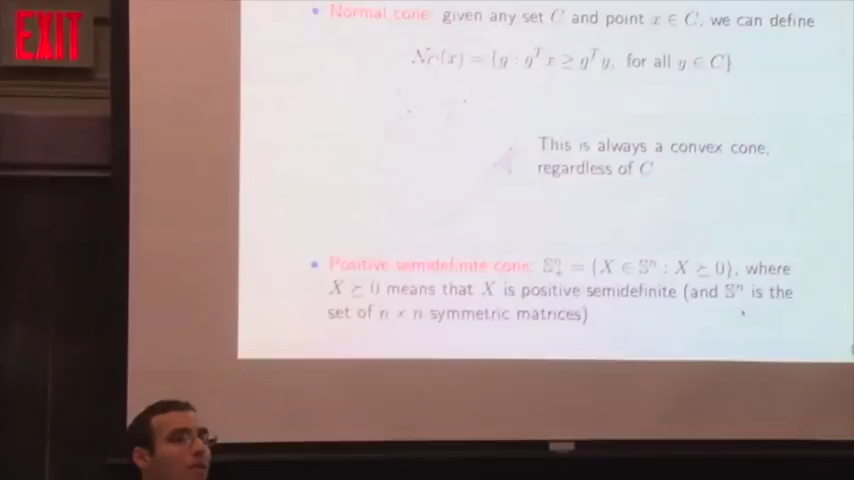 EXIT
• Normal cone: given any set C and point x ∈ C, we can define
N_C(x) = {g : g^T x ≥ g^T y, for all y ∈ C}
This is always a convex cone,
regardless of C
• Positive semidefinite cone: 𝕊₊ⁿ = {X ∈ 𝕊ⁿ : X ⪰ 0}, where
X ⪰ 0 means that X is positive semidefinite (and 𝕊ⁿ is the
set of n × n symmetric matrices)